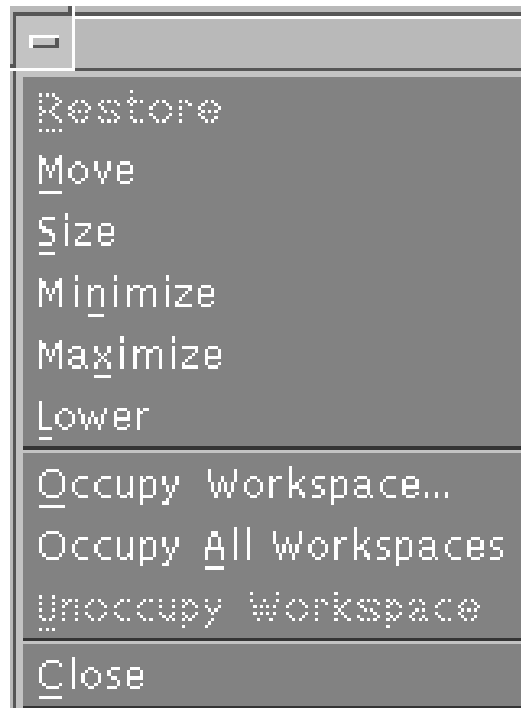 Restore
Move
Size
Minimize
Maximize
Lower
Occupy Workspace...
Occupy All Workspaces
Unoccupy Workspace
Close